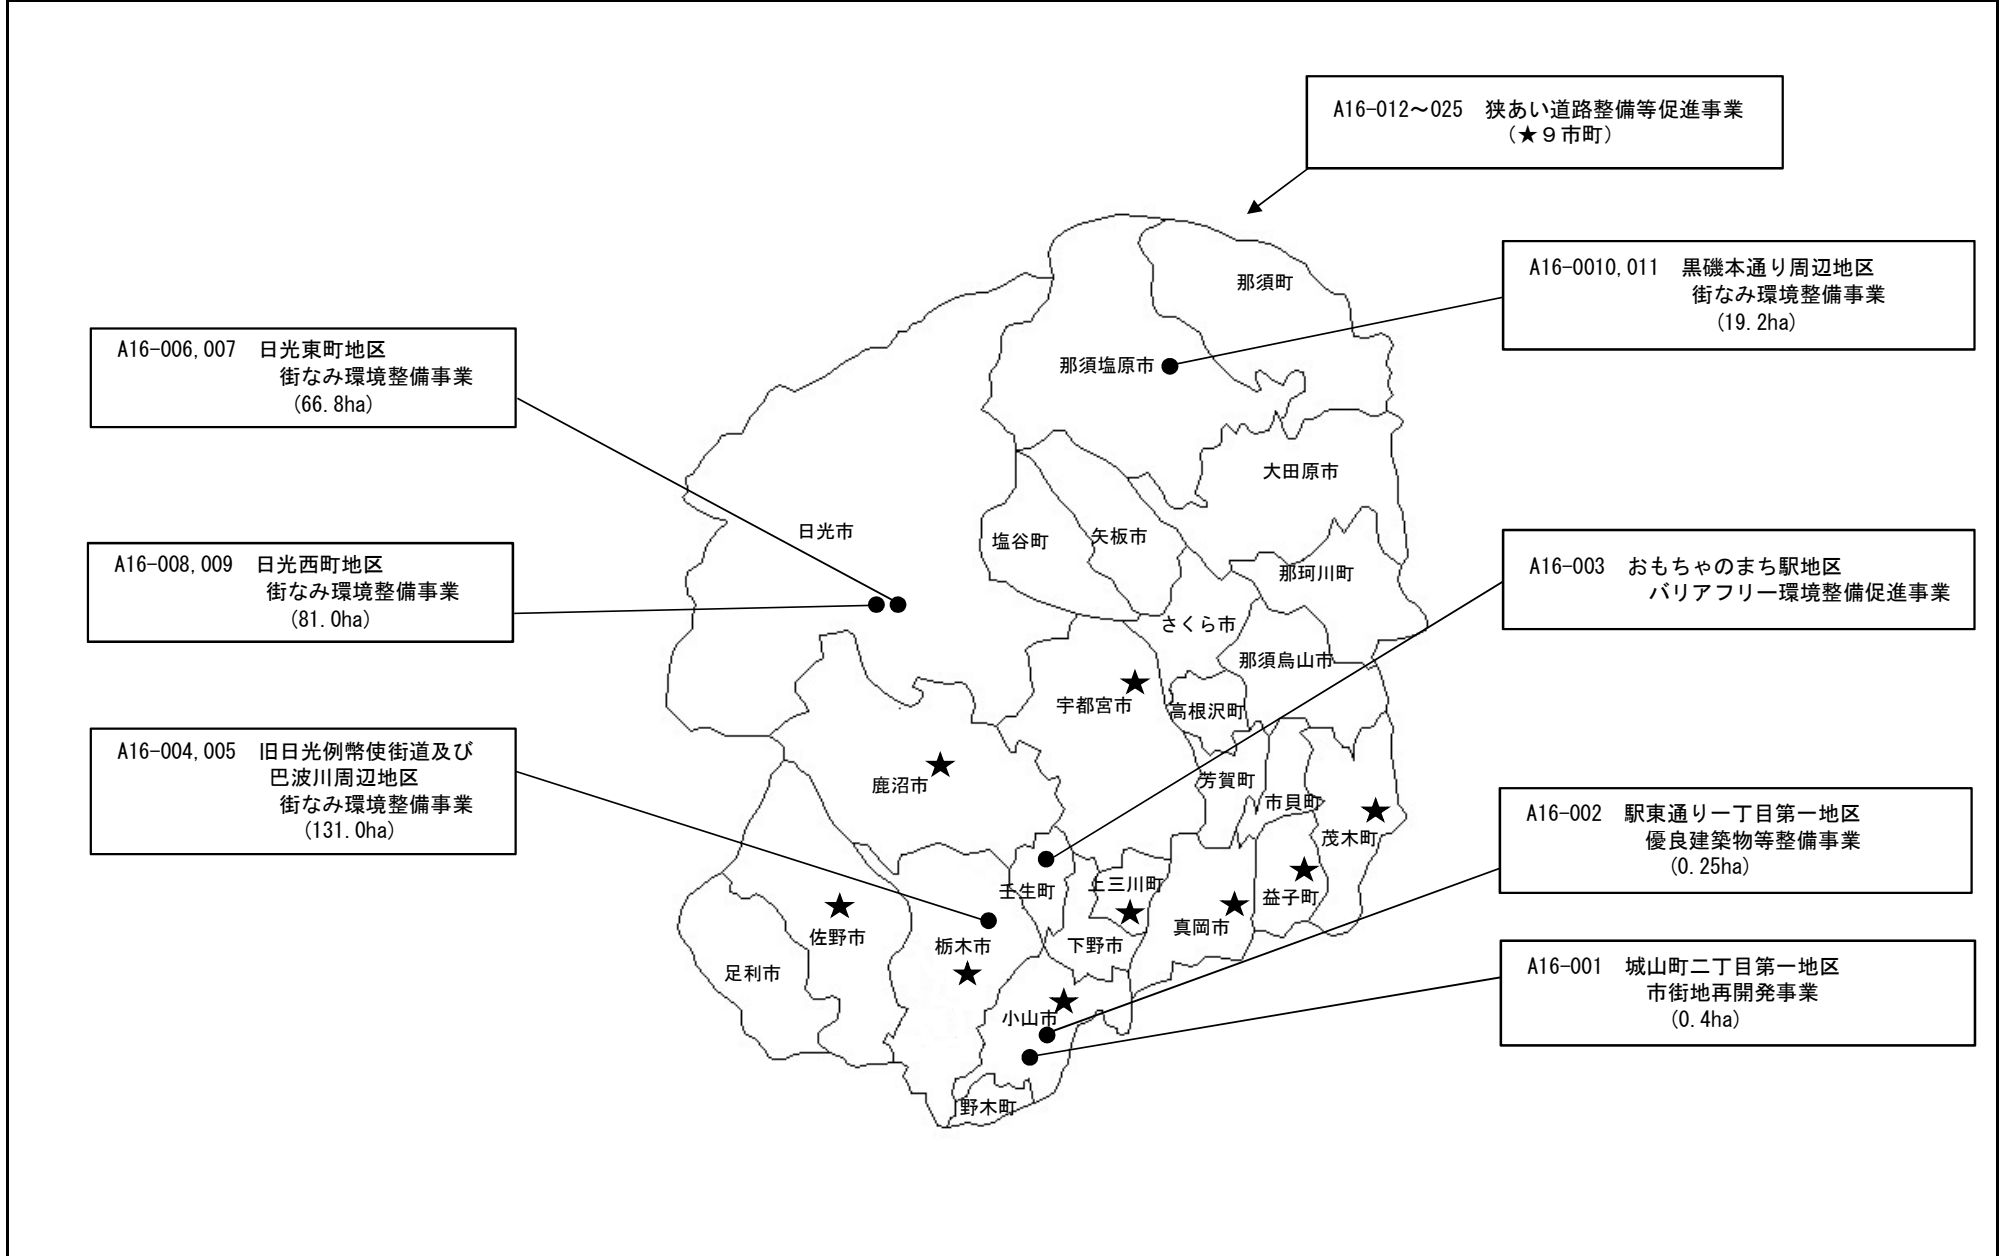 A16-012～025　狭あい道路整備等促進事業
（★９市町）
A16-0010,011　黒磯本通り周辺地区
街なみ環境整備事業
(19.2ha)
A16-006,007　日光東町地区
街なみ環境整備事業
(66.8ha)
A16-008,009　日光西町地区
街なみ環境整備事業
(81.0ha)
A16-003　おもちゃのまち駅地区
バリアフリー環境整備促進事業
A16-004,005　旧日光例幣使街道及び
巴波川周辺地区
街なみ環境整備事業
(131.0ha)
A16-002　駅東通り一丁目第一地区
優良建築物等整備事業
(0.25ha)
A16-001　城山町二丁目第一地区
市街地再開発事業
(0.4ha)
那須町
那須塩原市
大田原市
日光市
塩谷町
矢板市
那珂川町
さくら市
那須烏山市
宇都宮市
高根沢町
鹿沼市
芳賀町
市貝町
茂木町
壬生町
上三川町
益子町
真岡市
佐野市
栃木市
下野市
足利市
小山市
野木町